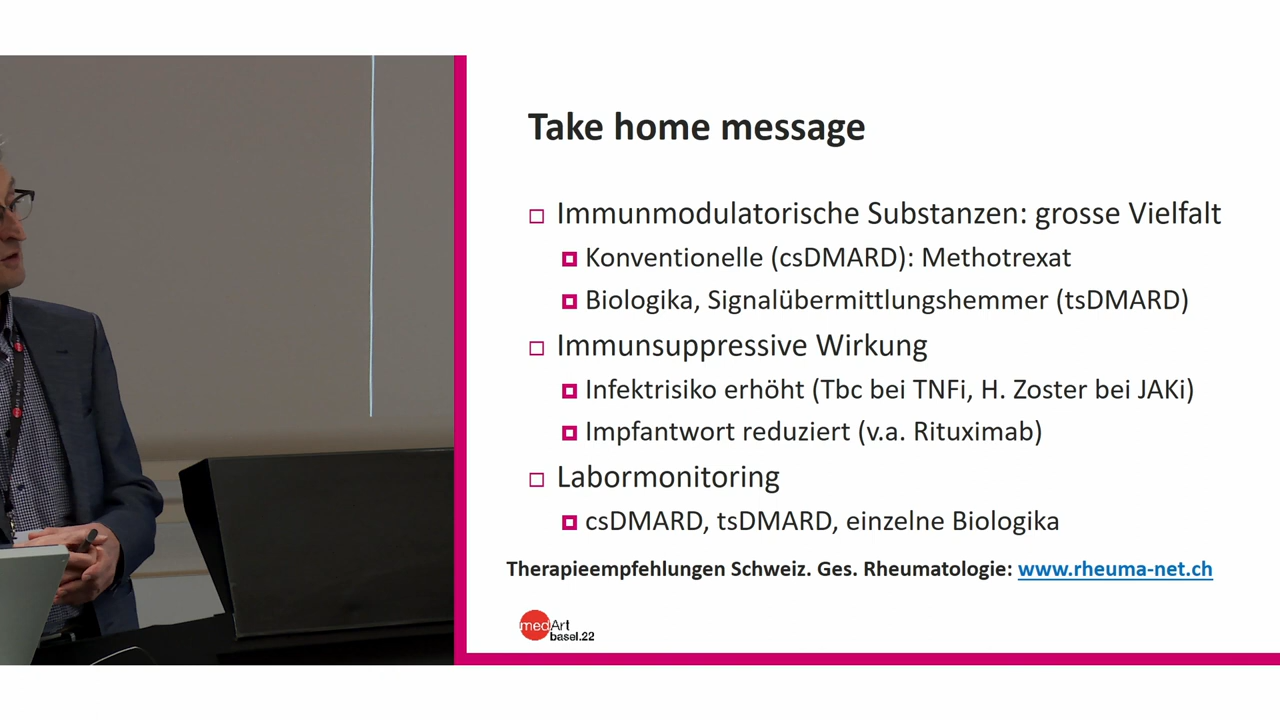 Take home message
Immunmodulatorische Substanzen: grosse Vielfalt
Konventionelle (csDMARD): Methotrexat
Biologika, Signalübermittlungshemmer (tsDMARD)
Immunsuppressive Wirkung
Infektrisiko erhöht (Tbc bei TNFi, H. Zoster bei JAKi)
Impfantwort reduziert (v.a. Rituximab)
Labormonitoring
csDMARD, tsDMARD, einzelne Biologika
Therapieempfehlungen Schweiz. Ges. Rheumatologie: www.rheuma-net.ch
medArt
basel.22